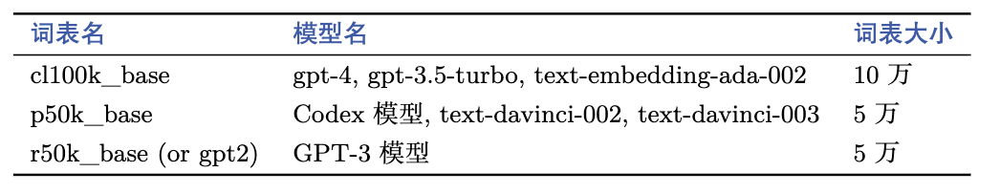 词表名 模型名 词表大小
cl100k_base gpt-4, gpt-3.5-turbo, text-embedding-ada-002 10 万
p50k_base Codex 模型, text-davinci-002, text-davinci-003 5 万
r50k_base (or gpt2) GPT-3 模型 5 万